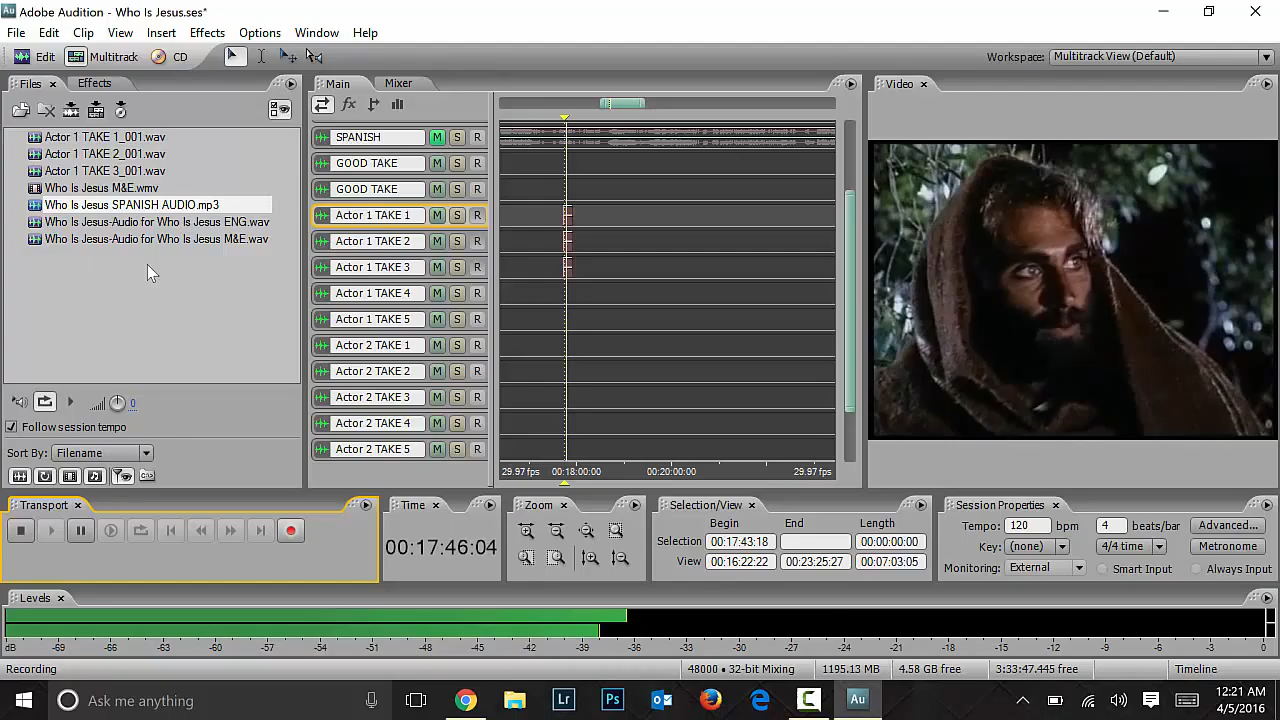 Au Adobe Audition - Who Is Jesus.ses*
File Edit Clip View Insert Effects Options Window Help
Edit Multitrack CD Workspace: Multitrack View (Default)
Files Effects
Actor 1 TAKE 1_001.wav
Actor 1 TAKE 2_001.wav
Actor 1 TAKE 3_001.wav
Who Is Jesus M&E.wmv
Who Is Jesus SPANISH AUDIO.mp3
Who Is Jesus-Audio for Who Is Jesus ENG.wav
Who Is Jesus-Audio for Who Is Jesus M&E.wav
0
Follow session tempo
Sort By: Filename
Main Mixer
fx
SPANISH M S R
GOOD TAKE M S R
GOOD TAKE M S R
Actor 1 TAKE 1 M S R
Actor 1 TAKE 2 M S R
Actor 1 TAKE 3 M S R
Actor 1 TAKE 4 M S R
Actor 1 TAKE 5 M S R
Actor 2 TAKE 1 M S R
Actor 2 TAKE 2 M S R
Actor 2 TAKE 3 M S R
Actor 2 TAKE 4 M S R
Actor 2 TAKE 5 M S R
29.97 fps 00:18:00:00 00:20:00:00 29.97 fps
Video
Transport
Time
00:17:46:04
Zoom
Selection/View
Begin End Length
Selection 00:17:43:18 00:00:00:00
View 00:16:22:22 00:23:25:27 00:07:03:05
Session Properties
Tempo: 120 bpm 4 beats/bar Advanced...
Key: (none) 4/4 time Metronome
Monitoring: External Smart Input Always Input
Levels
dB -69 -66 -63 -60 -57 -54 -51 -48 -45 -42 -39 -36 -33 -30 -27 -24 -21 -18 -15 -12 -9 -6 -3 0
Recording 48000 • 32-bit Mixing 1195.13 MB 4.58 GB free 3:33:47.445 free Timeline
Ask me anything Lr Ps Au 12:21 AM
4/5/2016